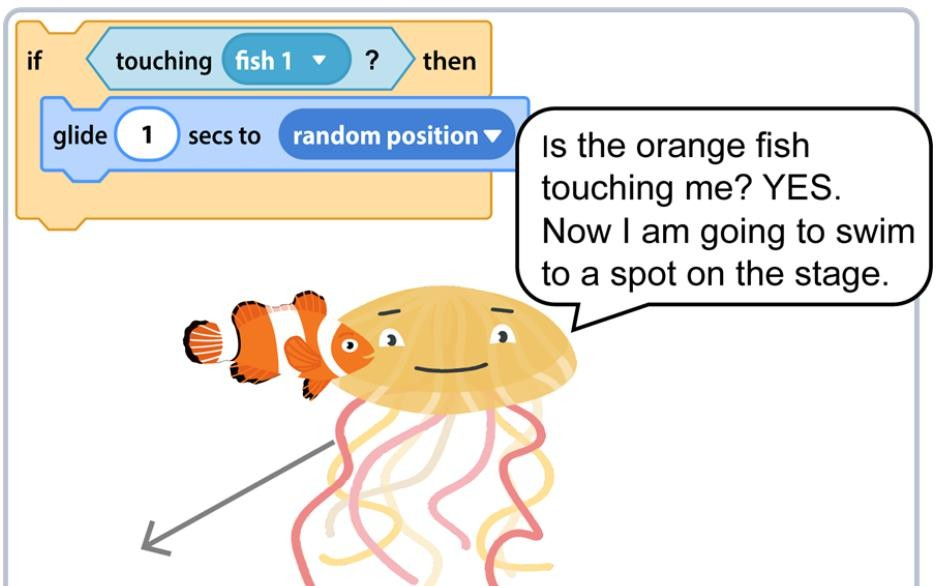 if touching fish 1 ? then
glide 1 secs to random position
Is the orange fish
touching me? YES.
Now I am going to swim
to a spot on the stage.